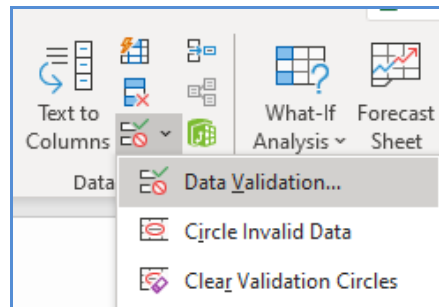 Text to
Columns
What-If
Analysis
Forecast
Sheet
Data
Data Validation...
Circle Invalid Data
Clear Validation Circles